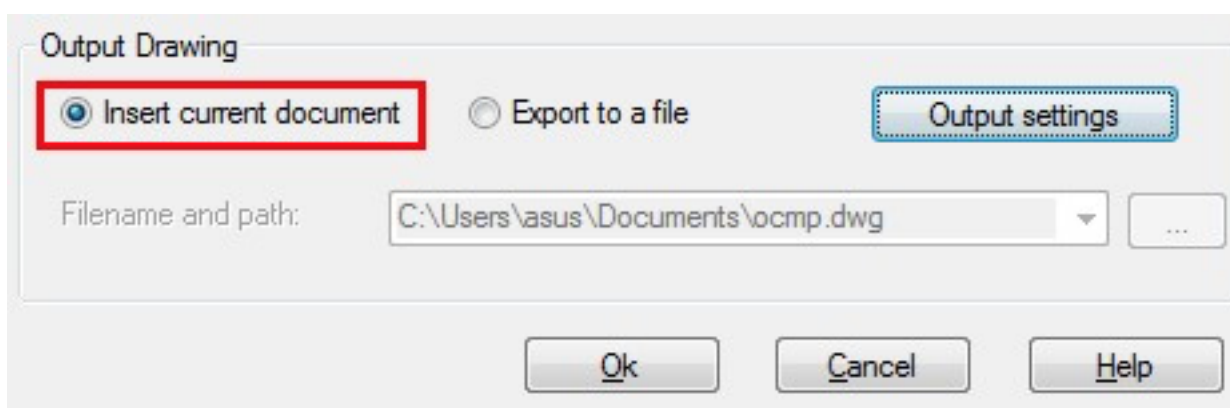 Output Drawing
Insert current document Export to a file Output settings
Filename and path: C:\Users\asus\Documents\ocmp.dwg ...
Ok Cancel Help